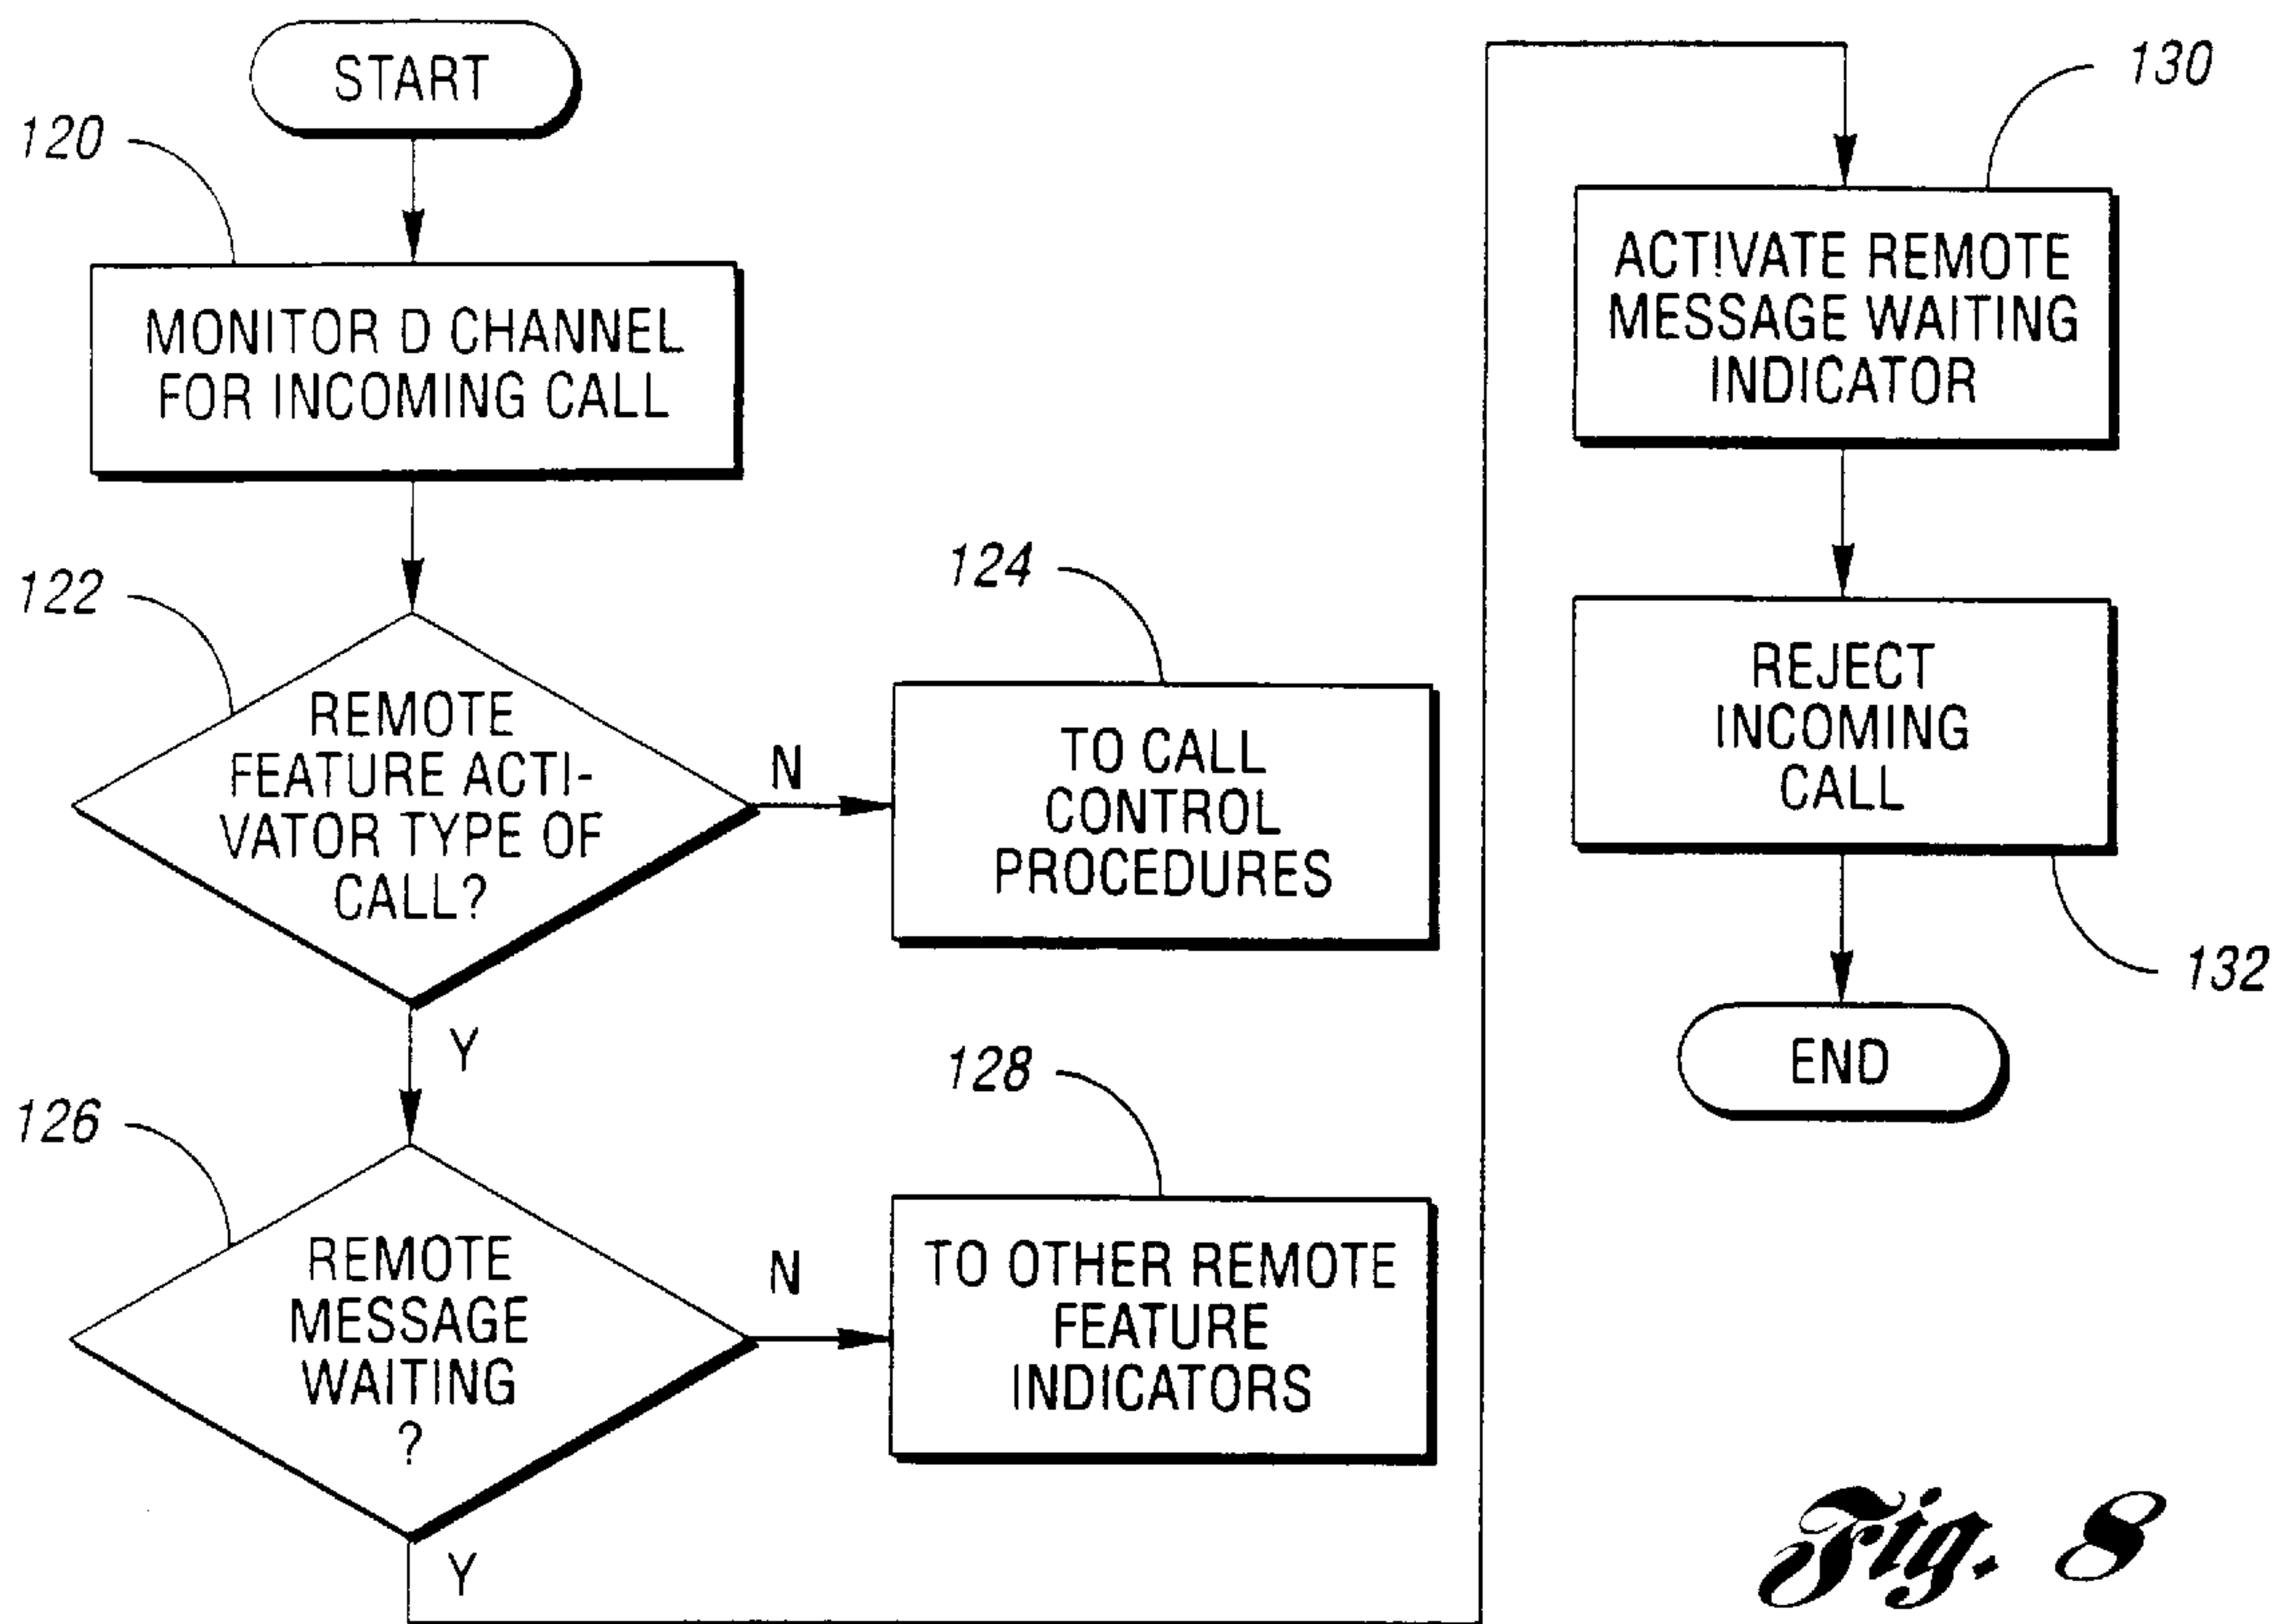 START
120
MONITOR D CHANNEL
FOR INCOMING CALL
122
REMOTE
FEATURE ACTI-
VATOR TYPE OF
CALL?
N
124
TO CALL
CONTROL
PROCEDURES
Y
126
REMOTE
MESSAGE
WAITING
?
N
128
TO OTHER REMOTE
FEATURE
INDICATORS
Y
130
ACTIVATE REMOTE
MESSAGE WAITING
INDICATOR
REJECT
INCOMING
CALL
132
END
Fig. 8